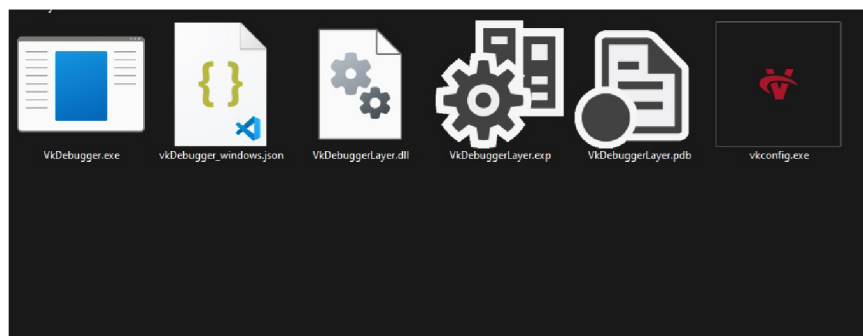 VkDebugger.exe
vkDebugger_windows.json
VkDebuggerLayer.dll
VkDebuggerLayer.exp
VkDebuggerLayer.pdb
vkconfig.exe